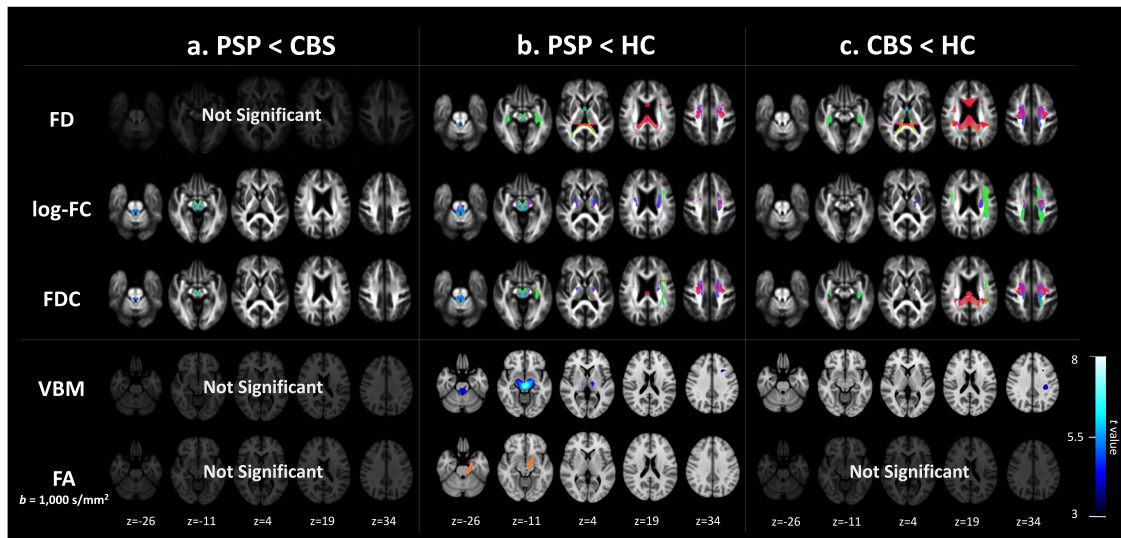 a. PSP < CBS
b. PSP < HC
c. CBS < HC
FD
Not Significant
log-FC
FDC
VBM
Not Significant
8
5.5
t value
3
FA
b = 1,000 s/mm²
Not Significant
Not Significant
z=-26 z=-11 z=4 z=19 z=34
z=-26 z=-11 z=4 z=19 z=34
z=-26 z=-11 z=4 z=19 z=34